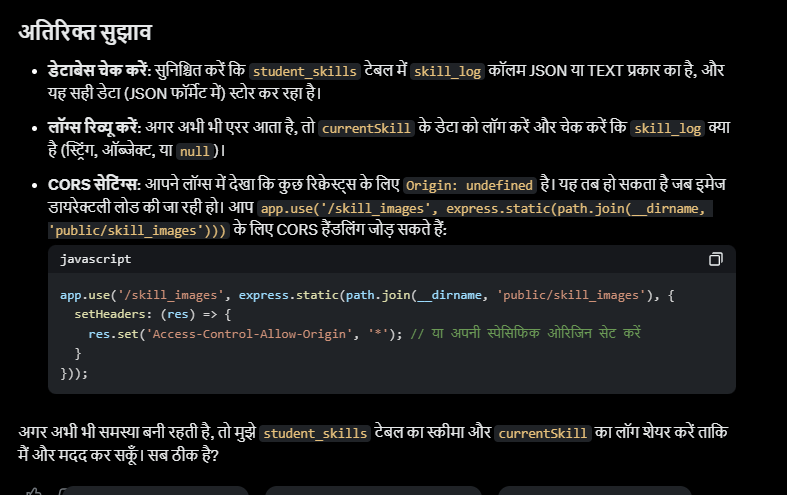 अतिरिक्त सुझाव
• डेटाबेस चेक करें: सुनिश्चित करें कि student_skills टेबल में skill_log कॉलम JSON या TEXT प्रकार का है, और
यह सही डेटा (JSON फॉर्मेट में) स्टोर कर रहा है।
• लॉग्स रिव्यू करें: अगर अभी भी एरर आता है, तो currentSkill के डेटा को लॉग करें और चेक करें कि skill_log क्या
है (स्ट्रिंग, ऑब्जेक्ट, या null)।
• CORS सेटिंग्स: आपने लॉग्स में देखा कि कुछ रिक्वेस्ट्स के लिए Origin: undefined है। यह तब हो सकता है जब इमेज
डायरेक्टली लोड की जा रही हो। आप app.use('/skill_images', express.static(path.join(__dirname,
'public/skill_images'))) के लिए CORS हैंडलिंग जोड़ सकते हैं:
javascript
app.use('/skill_images', express.static(path.join(__dirname, 'public/skill_images'), {
  setHeaders: (res) => {
    res.set('Access-Control-Allow-Origin', '*'); // या अपनी स्पेसिफिक ओरिजिन सेट करें
  }
}));
अगर अभी भी समस्या बनी रहती है, तो मुझे student_skills टेबल का स्कीमा और currentSkill का लॉग शेयर करें ताकि
मैं और मदद कर सकूँ। सब ठीक है?